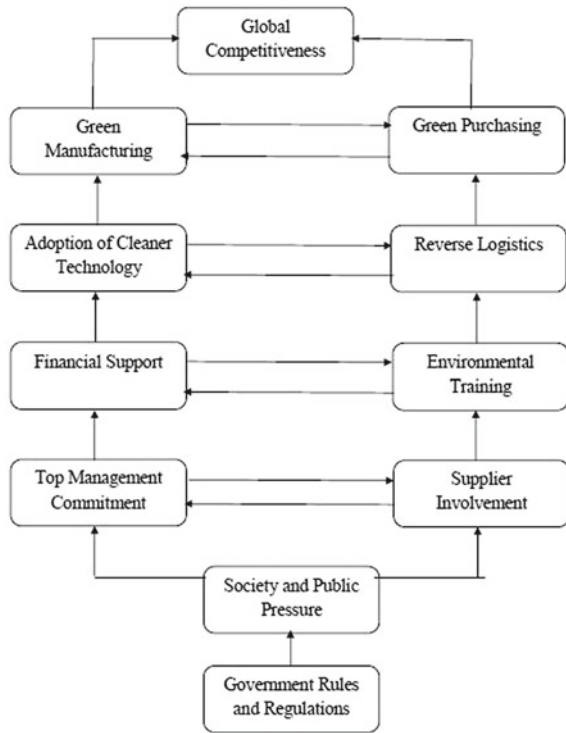 Global
Competitiveness
Green
Manufacturing
Green Purchasing
Adoption of Cleaner
Technology
Reverse Logistics
Financial Support
Environmental
Training
Top Management
Commitment
Supplier
Involvement
Society and Public
Pressure
Government Rules
and Regulations